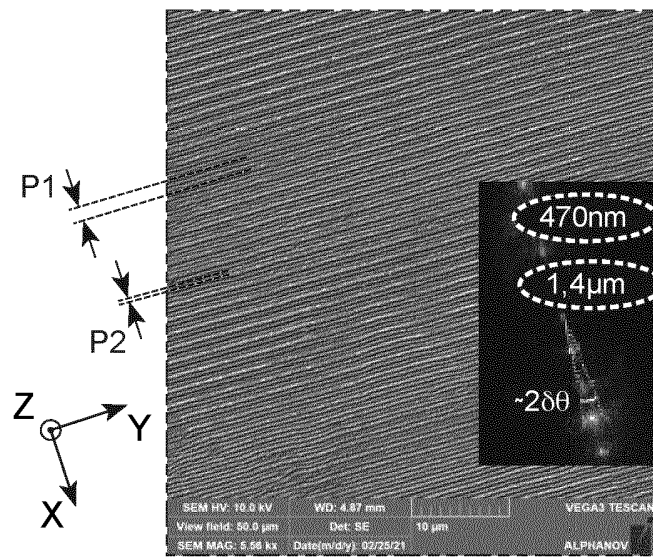 P1
470nm
1,4µm
P2
~2δθ
Z
Y
X
SEM HV: 10.0 kV WD: 4.87 mm VEGA3 TESCAN
View field: 50.0 µm Det: SE 10 µm
SEM MAG: 5.56 kx Date(m/d/y): 02/25/21 ALPHANOV